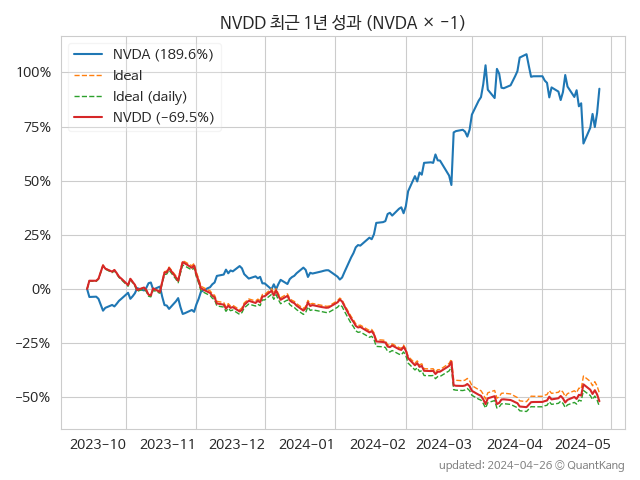 NVDD 최근 1년 성과 (NVDA × −1)
NVDA (189.6%)
Ideal
Ideal (daily)
NVDD (−69.5%)
100%
75%
50%
25%
0%
−25%
−50%
2023−10 2023−11 2023−12 2024−01 2024−02 2024−03 2024−04 2024−05
updated: 2024−04−26 © QuantKang